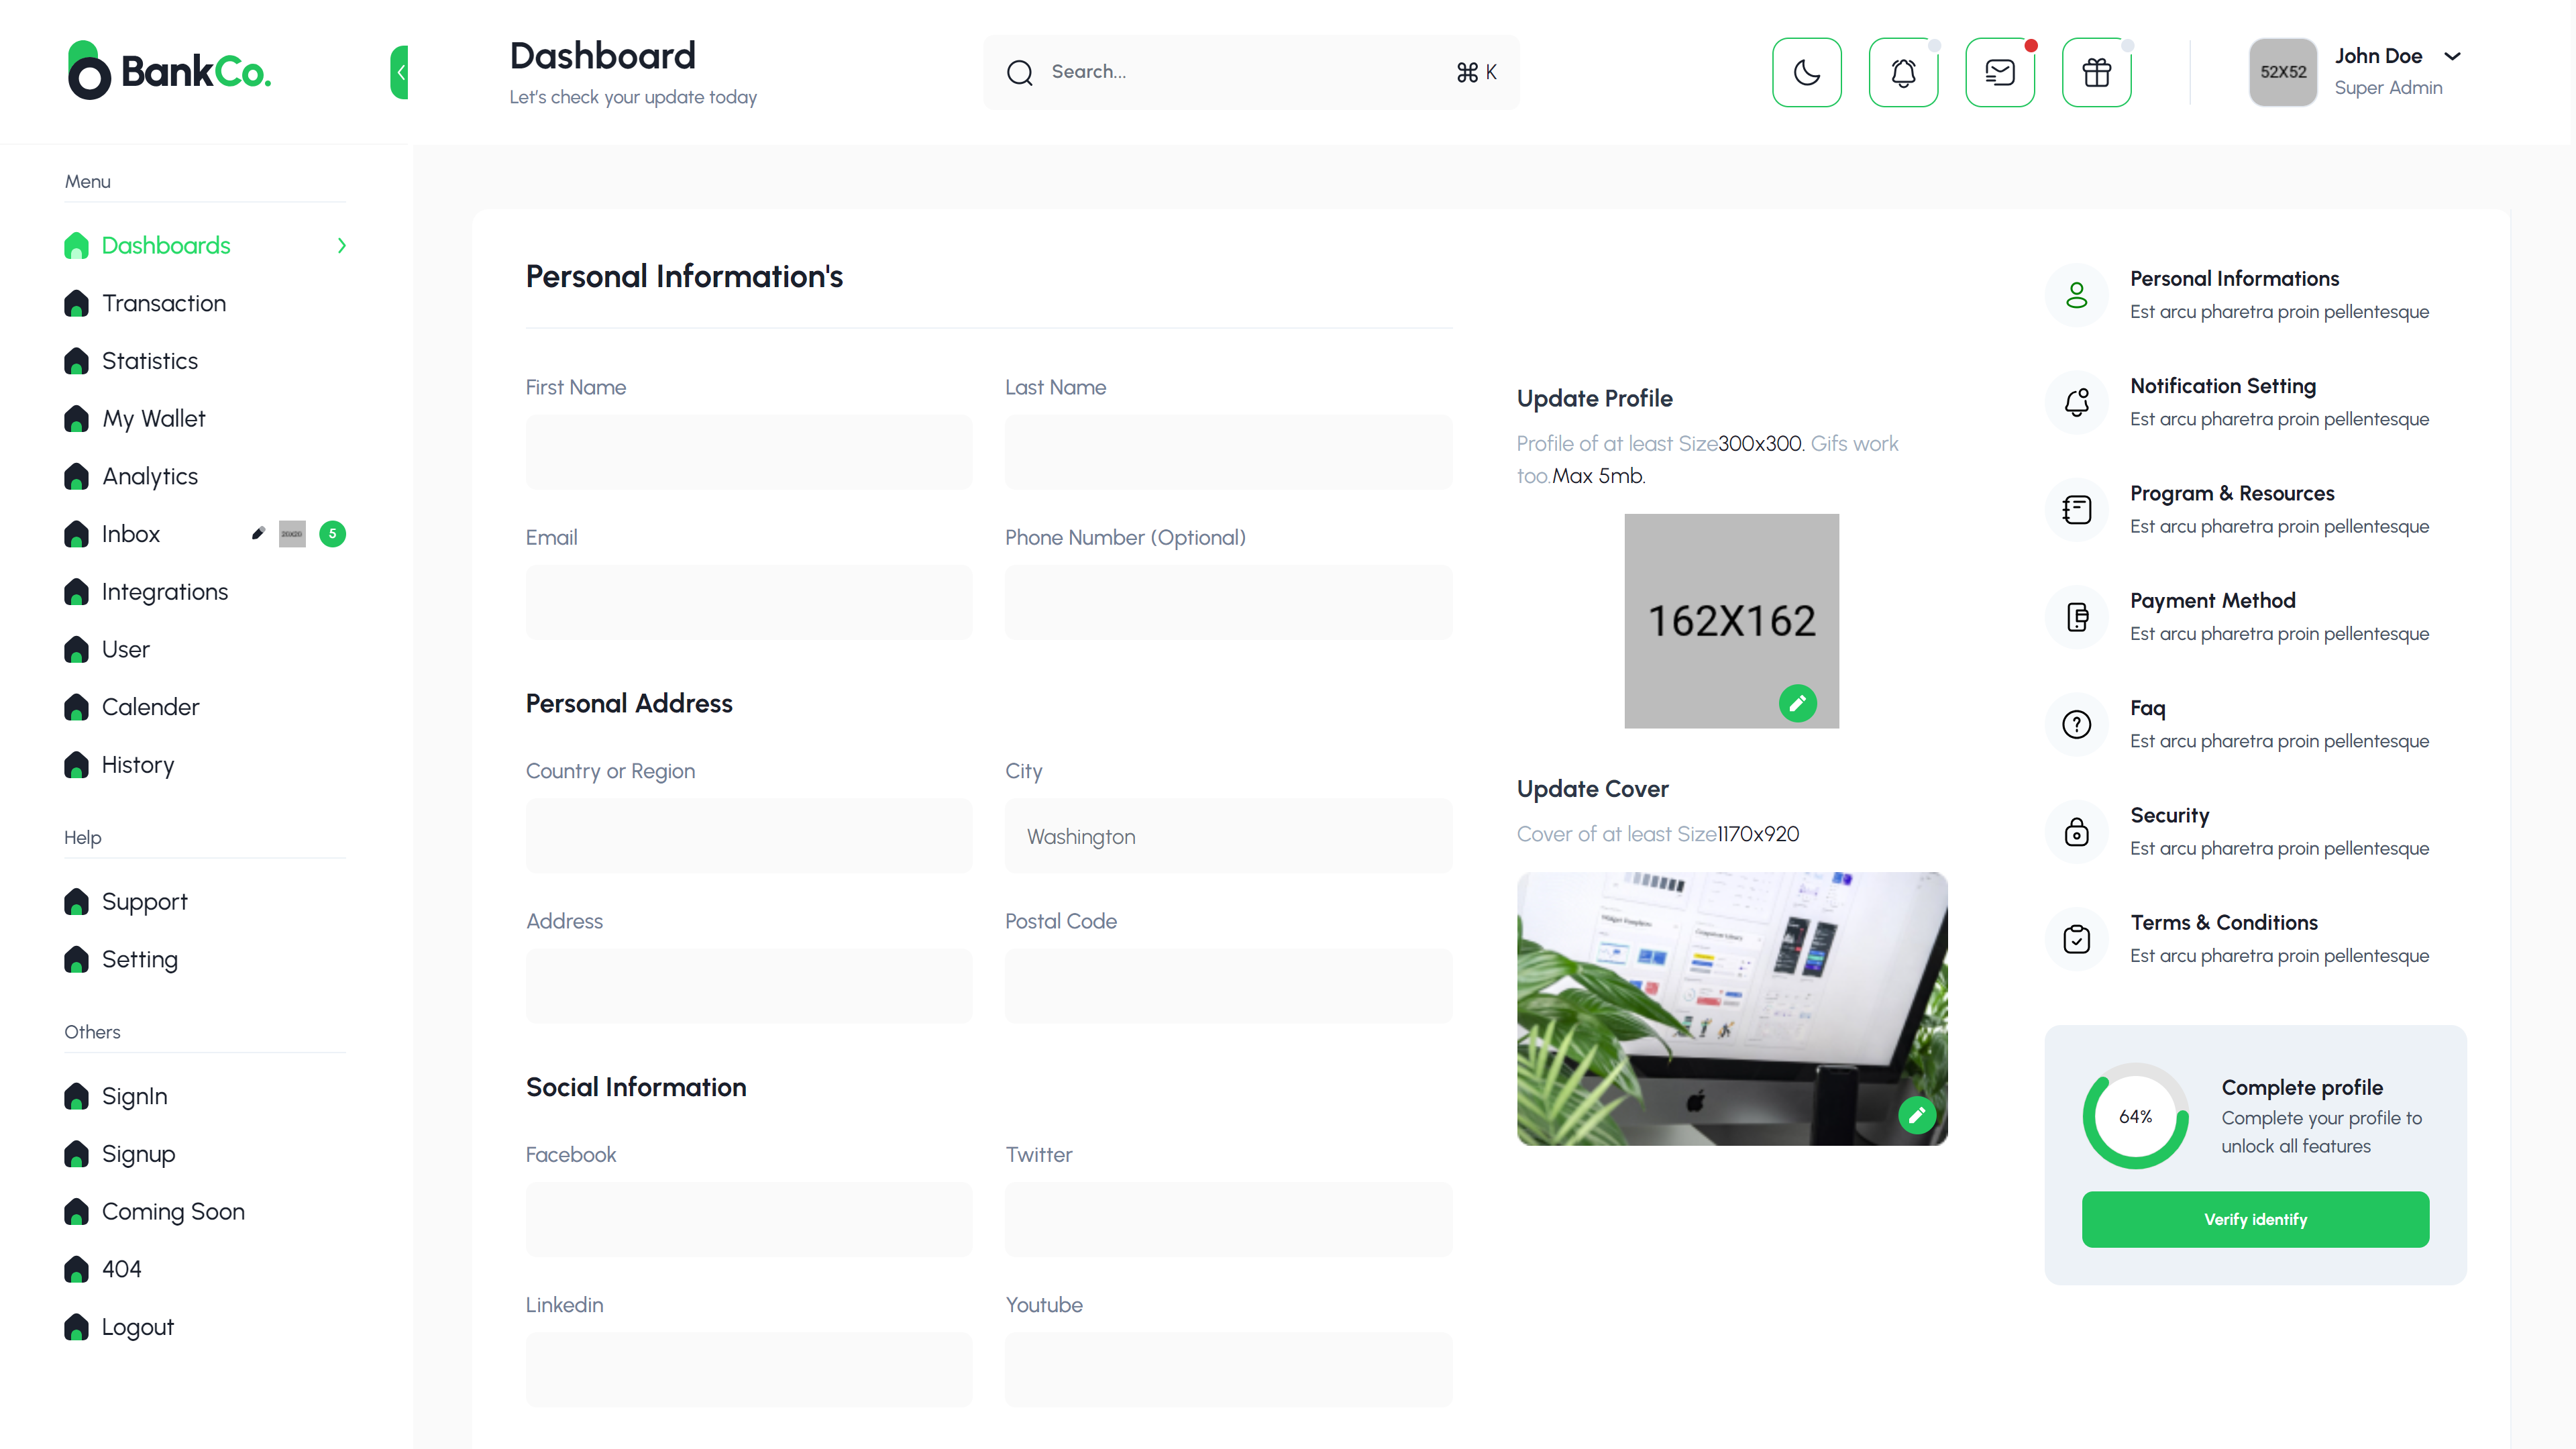 BankCo.
Dashboard
Let's check your update today
Search...
⌘ K
52X52
John Doe
Super Admin
Menu
Dashboards
Transaction
Statistics
My Wallet
Analytics
Inbox
5
Integrations
User
Calender
History
Help
Support
Setting
Others
SignIn
Signup
Coming Soon
404
Logout
Personal Information's
First Name
Last Name
Email
Phone Number (Optional)
Personal Address
Country or Region
City
Washington
Address
Postal Code
Social Information
Facebook
Twitter
Linkedin
Youtube
Update Profile
Profile of at least Size300x300. Gifs work
too.Max 5mb.
162X162
Update Cover
Cover of at least Size1170x920
Personal Informations
Est arcu pharetra proin pellentesque
Notification Setting
Est arcu pharetra proin pellentesque
Program & Resources
Est arcu pharetra proin pellentesque
Payment Method
Est arcu pharetra proin pellentesque
Faq
Est arcu pharetra proin pellentesque
Security
Est arcu pharetra proin pellentesque
Terms & Conditions
Est arcu pharetra proin pellentesque
64%
Complete profile
Complete your profile to
unlock all features
Verify identify